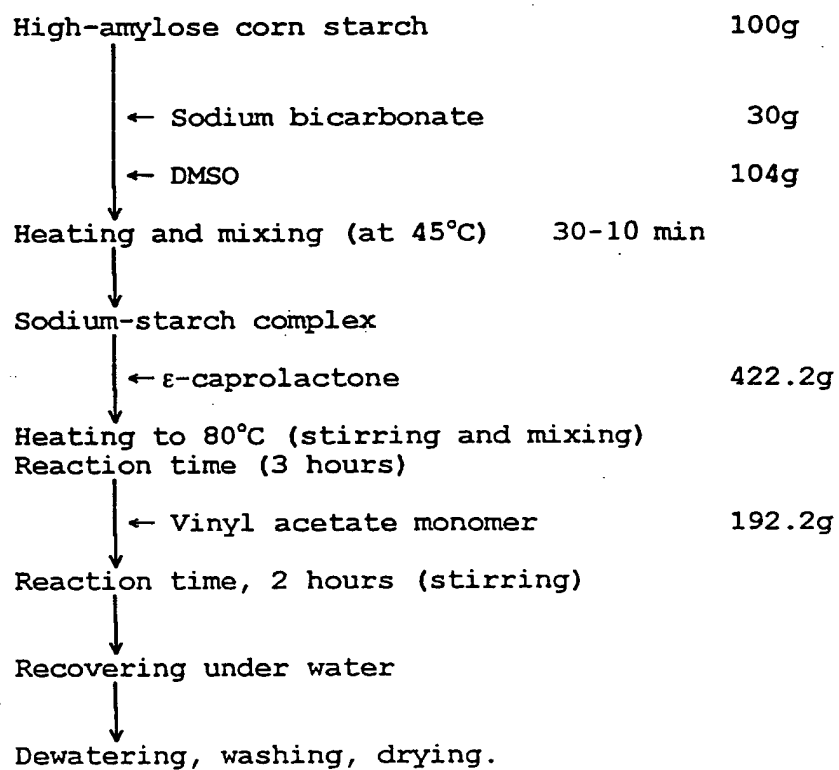 High-amylose corn starch 100g
← Sodium bicarbonate 30g
← DMSO 104g
Heating and mixing (at 45°C) 30-10 min
Sodium-starch complex
← ε-caprolactone 422.2g
Heating to 80°C (stirring and mixing)
Reaction time (3 hours)
← Vinyl acetate monomer 192.2g
Reaction time, 2 hours (stirring)
Recovering under water
Dewatering, washing, drying.